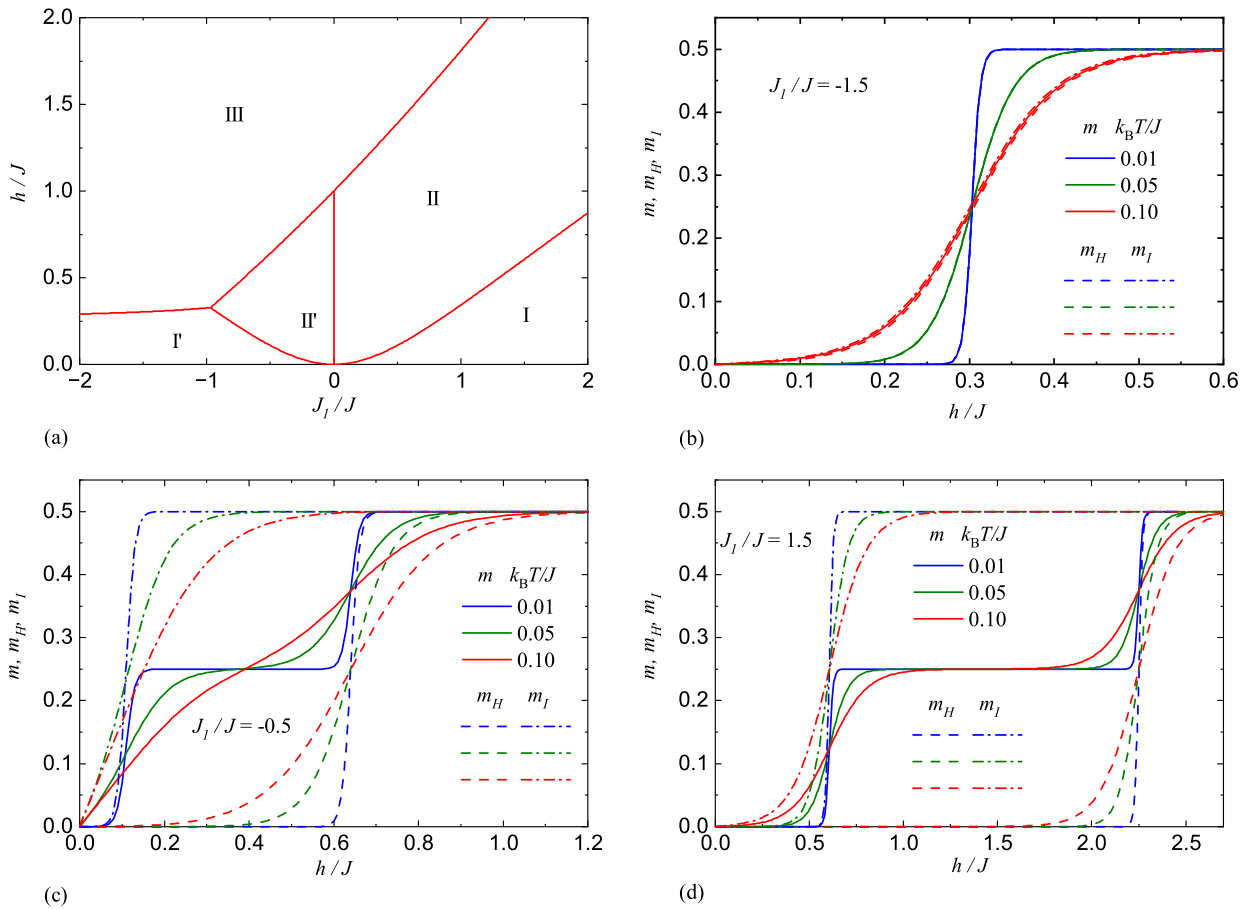 2.0
1.5
1.0
0.5
0.0
h / J
III
II
II'
I'
I
−2
−1
0
1
2
J1 / J
(a)
0.5
0.4
0.3
0.2
0.1
0.0
m, mH, mI
J1 / J = -1.5
m kBT/J
0.01
0.05
0.10
mH mI
0.0
0.1
0.2
0.3
0.4
0.5
0.6
h / J
(b)
0.5
0.4
0.3
0.2
0.1
0.0
m, mH, mI
m kBT/J
0.01
0.05
0.10
mH mI
J1 / J = -0.5
0.0
0.2
0.4
0.6
0.8
1.0
1.2
h / J
(c)
0.5
0.4
0.3
0.2
0.1
0.0
m, mH, mI
J1 / J = 1.5
m kBT/J
0.01
0.05
0.10
mH mI
0.0
0.5
1.0
1.5
2.0
2.5
h / J
(d)